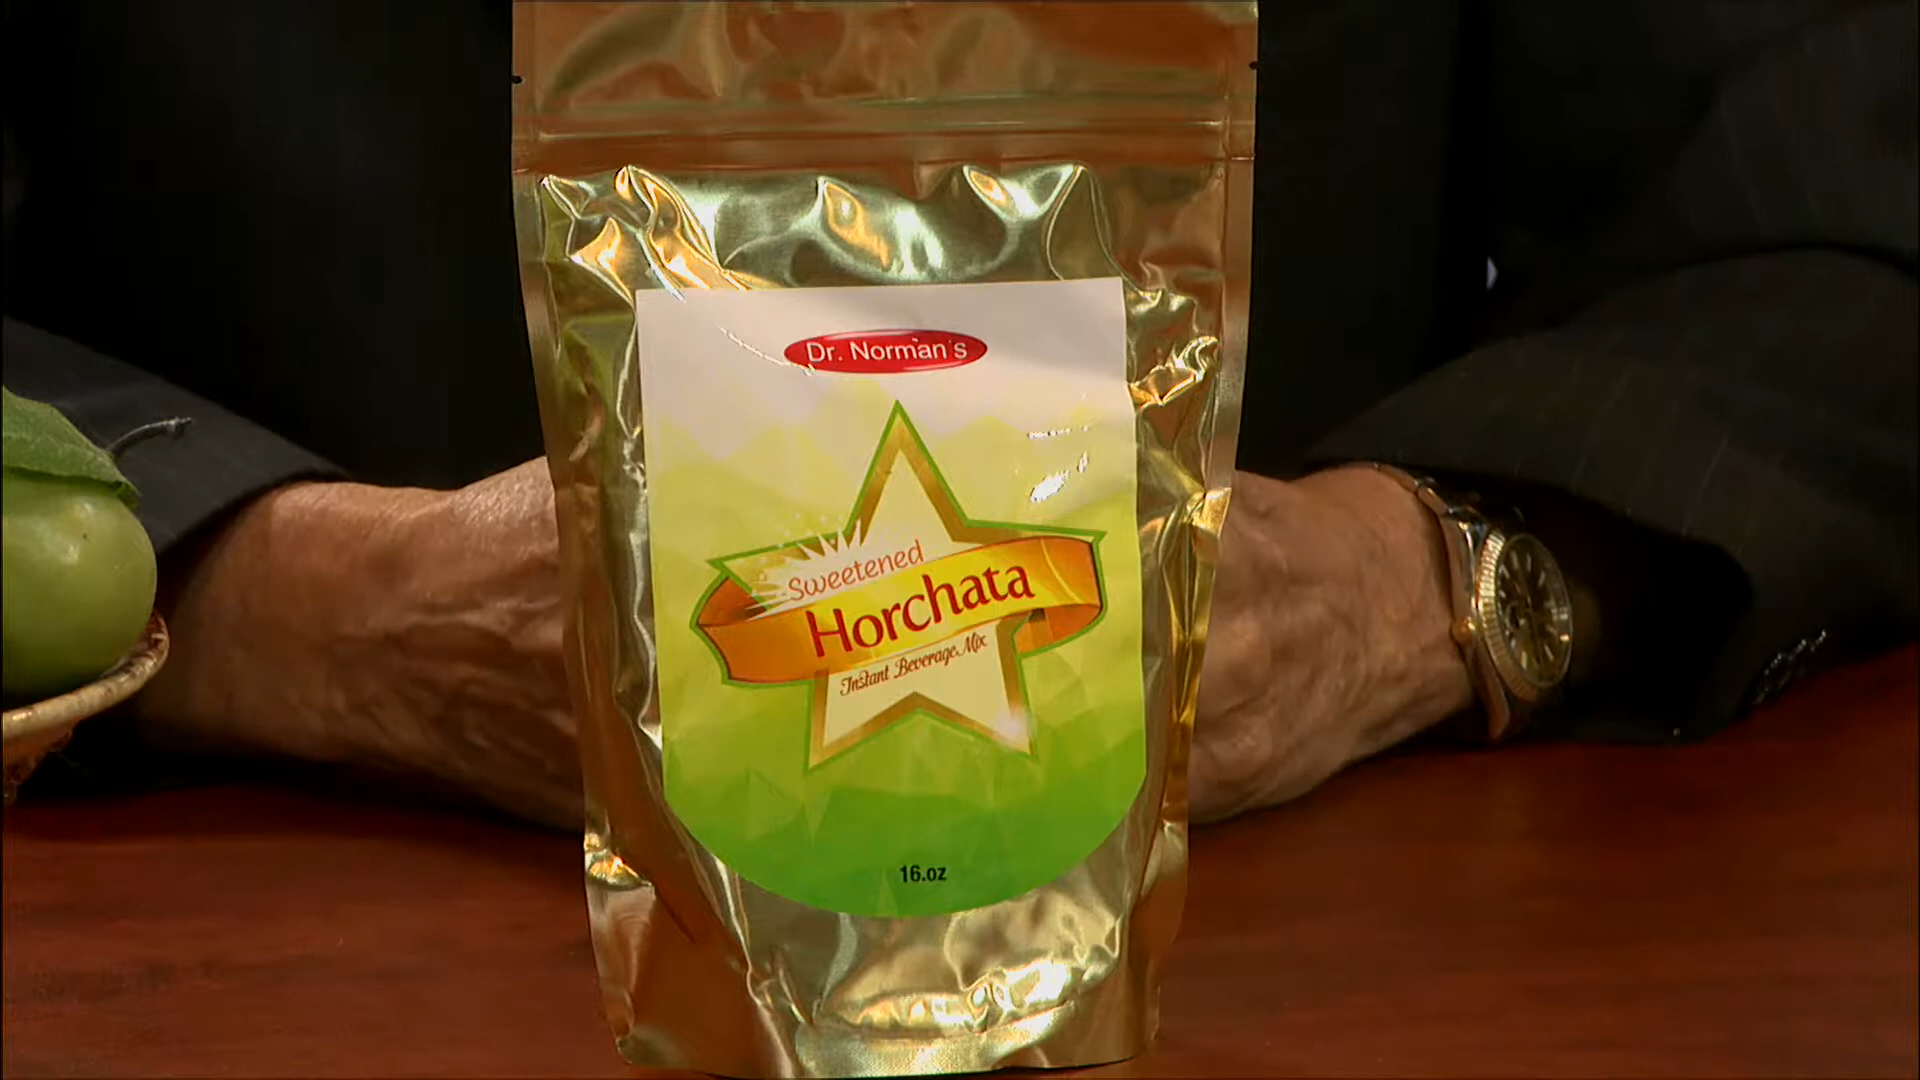 Dr. Norman's
Sweetened
Horchata
Instant Beverage Mix
16.oz